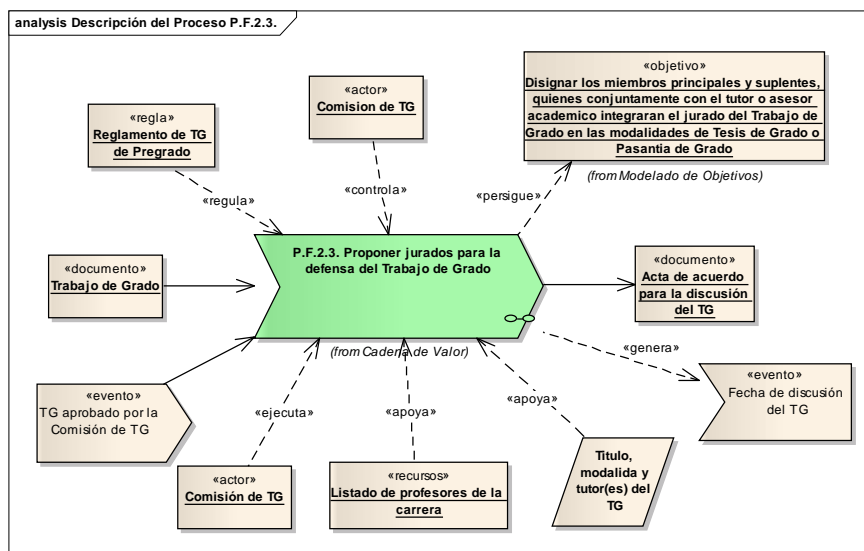 analysis Descripción del Proceso P.F.2.3.
«objetivo»
Disignar los miembros principales y suplentes,
quienes conjuntamente con el tutor o asesor
academico integraran el jurado del Trabajo de
Grado en las modalidades de Tesis de Grado o
Pasantia de Grado
(from Modelado de Objetivos)
«actor»
Comision de TG
«regla»
Reglamento de TG
de Pregrado
«regula»
«controla»
«persigue»
P.F.2.3. Proponer jurados para la
defensa del Trabajo de Grado
(from Cadena de Valor)
«documento»
Trabajo de Grado
«documento»
Acta de acuerdo
para la discusión
del TG
«genera»
«evento»
Fecha de discusión
del TG
«evento»
TG aprobado por la
Comisión de TG
«ejecuta»
«apoya»
«apoya»
«actor»
Comisión de TG
«recursos»
Listado de profesores de la
carrera
Titulo,
modalida y
tutor(es) del
TG